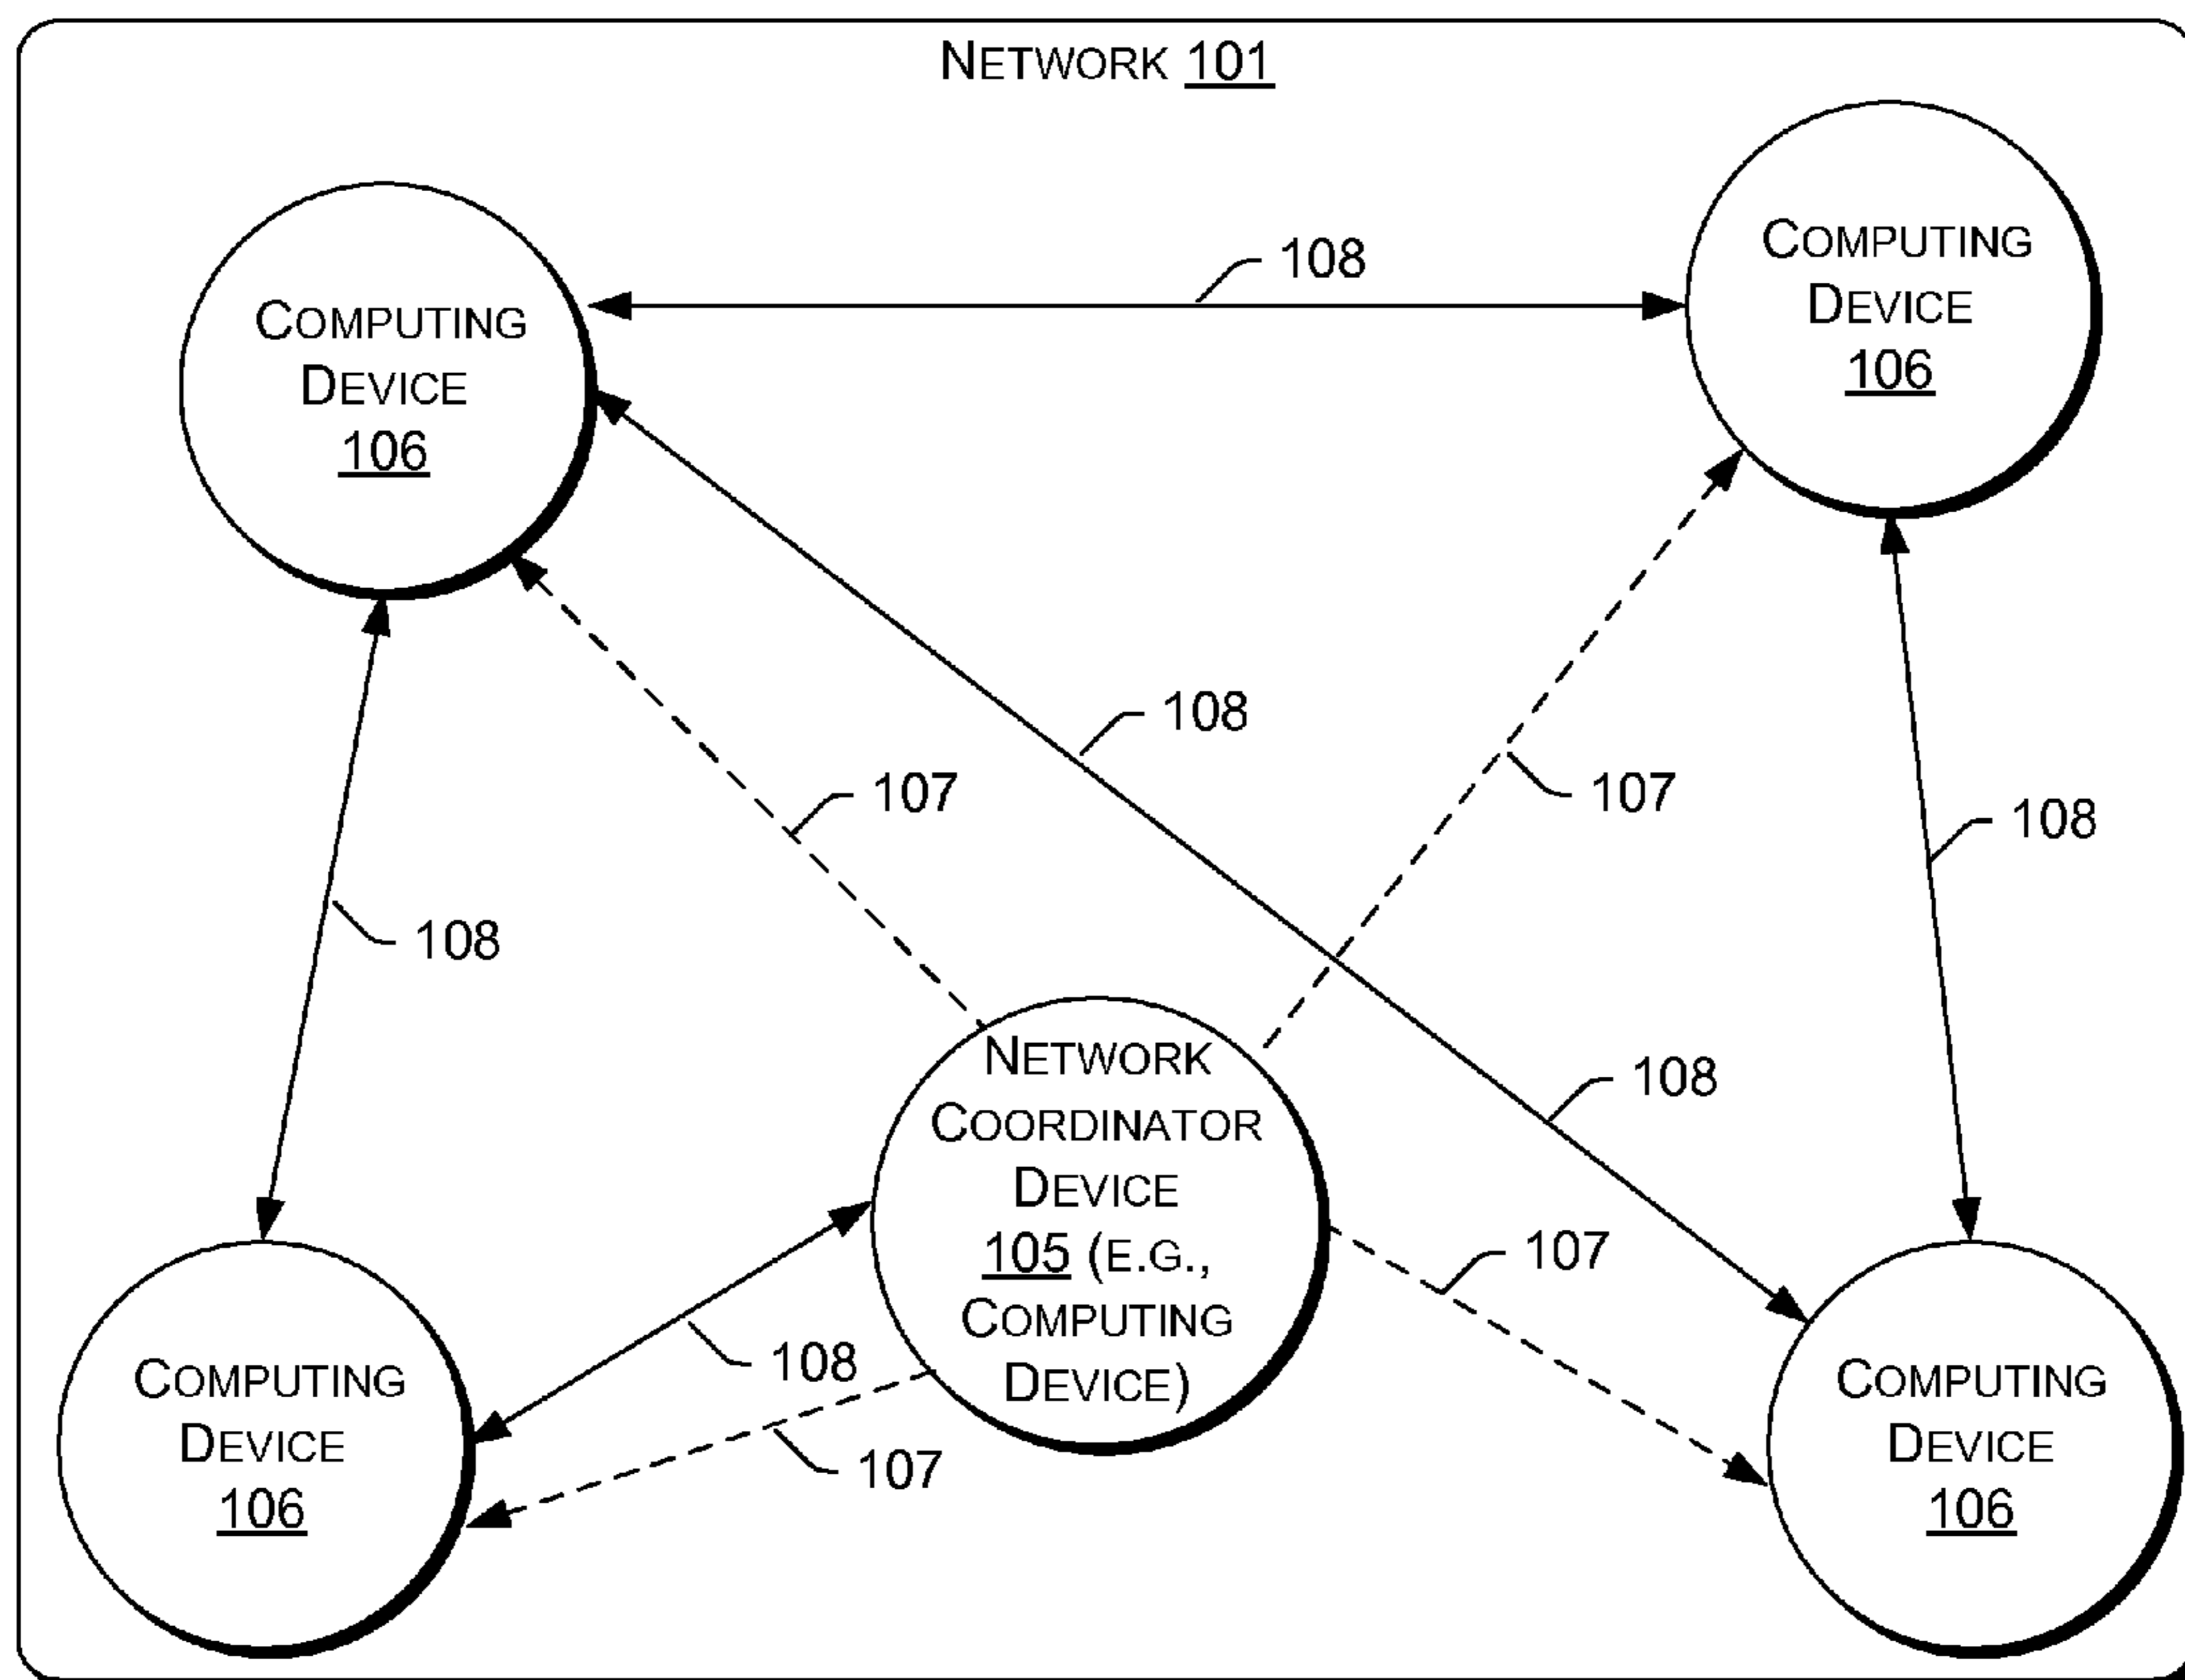 NETWORK 101
COMPUTING
DEVICE
106
108
COMPUTING
DEVICE
106
108
107
107
108
108
108
NETWORK
COORDINATOR
DEVICE
105 (E.G.,
COMPUTING
DEVICE)
107
108
107
COMPUTING
DEVICE
106
COMPUTING
DEVICE
106